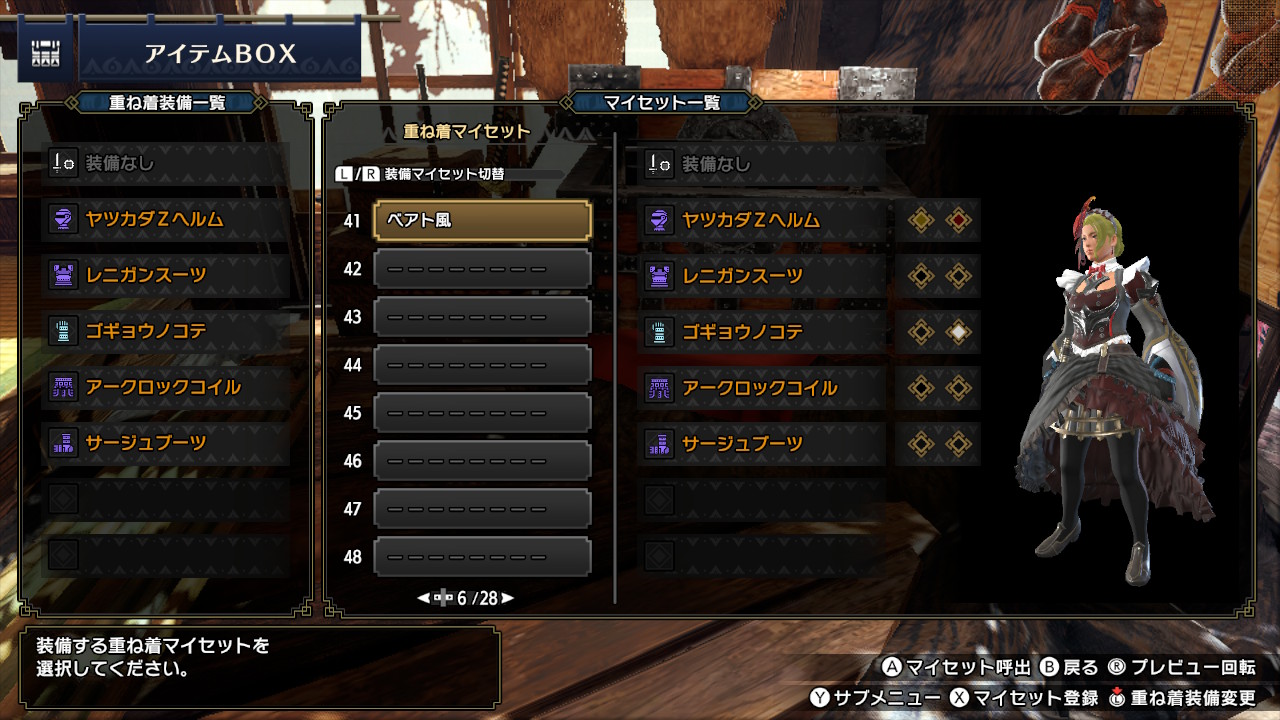 アイテムBOX
重ね着装備一覧
装備なし
ヤツカダZヘルム
レニガンスーツ
ゴギョウノコテ
アークロックコイル
サージュブーツ
マイセット一覧
重ね着マイセット
L/R 装備マイセット切替
41 ベアト風
42 --------
43 --------
44 --------
45 --------
46 --------
47 --------
48 --------
6/28
装備なし
ヤツカダZヘルム
レニガンスーツ
ゴギョウノコテ
アークロックコイル
サージュブーツ
装備する重ね着マイセットを
選択してください。
Aマイセット呼出 B戻る Rプレビュー回転
Yサブメニュー Xマイセット登録 L重ね着装備変更